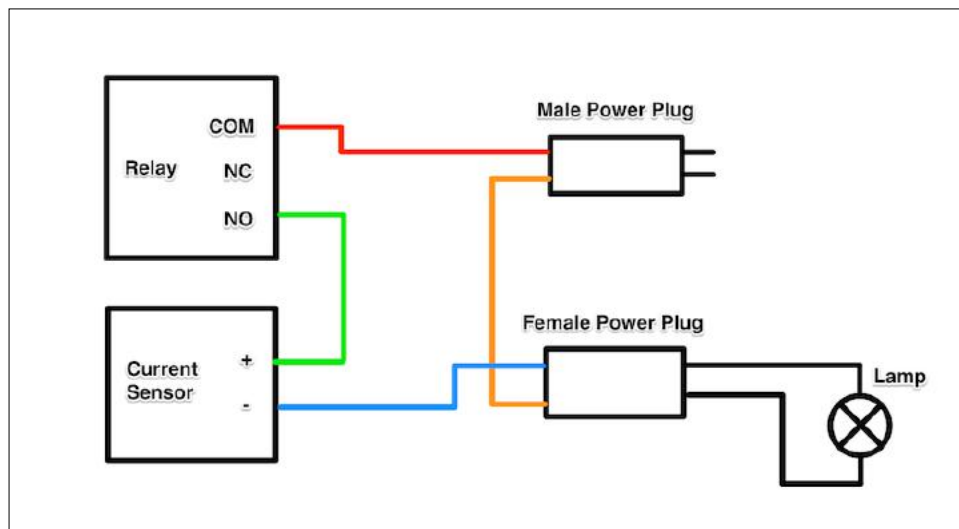 COM
Relay
NC
NO
Male Power Plug
Current
Sensor
+
-
Female Power Plug
Lamp